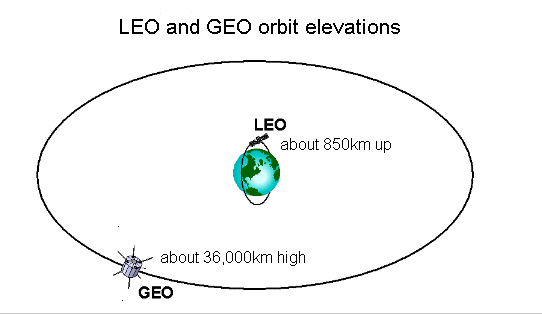 LEO and GEO orbit elevations
LEO
about 850km up
about 36,000km high
GEO